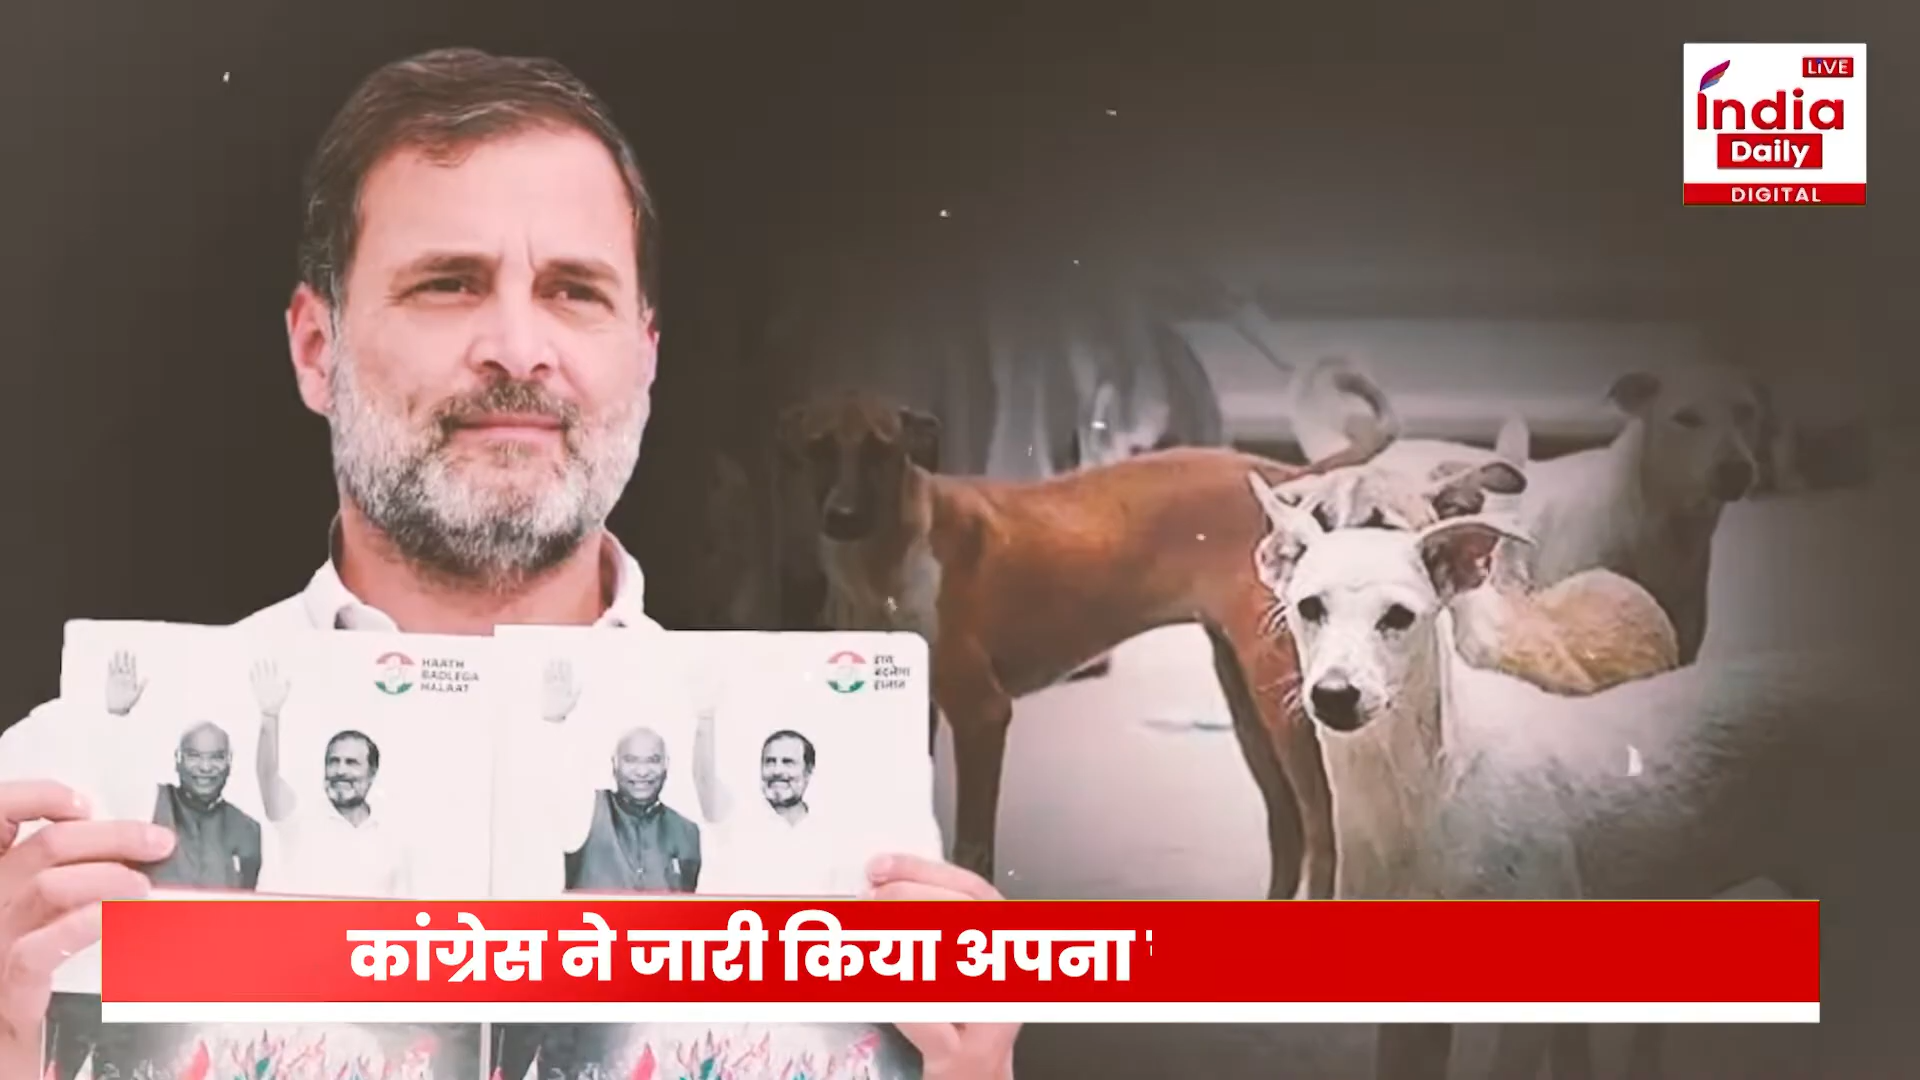 LIVE
India
Daily
DIGITAL
HAATH
BADLEGA
HALAAT
हाथ
बदलेगा
हालात
कांग्रेस ने जारी किया अपना